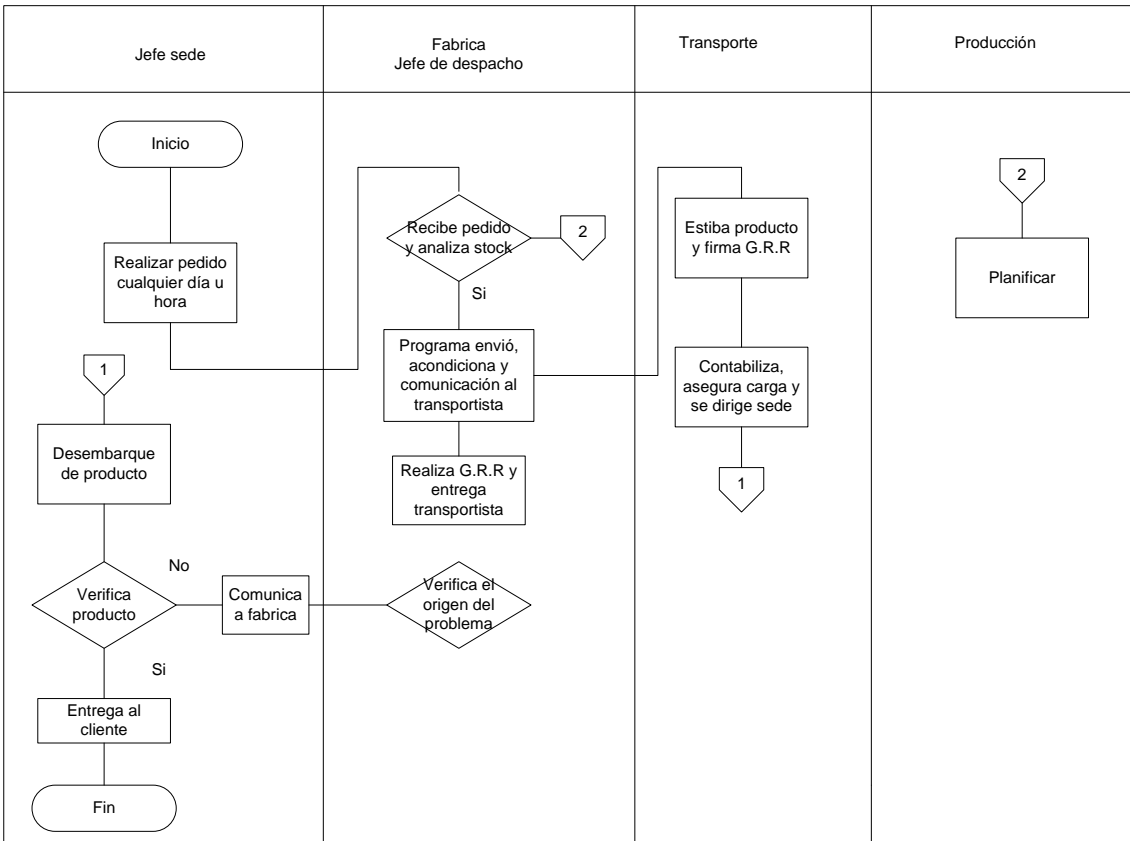 Jefe sede
Fabrica
Jefe de despacho
Transporte
Producción
Inicio
Realizar pedido
cualquier día u
hora
1
Desembarque
de producto
Verifica
producto
No
Comunica
a fabrica
Si
Entrega al
cliente
Fin
Recibe pedido
y analiza stock
2
Si
Programa envió,
acondiciona y
comunicación al
transportista
Realiza G.R.R y
entrega
transportista
Verifica el
origen del
problema
Estiba producto
y firma G.R.R
Contabiliza,
asegura carga y
se dirige sede
1
2
Planificar